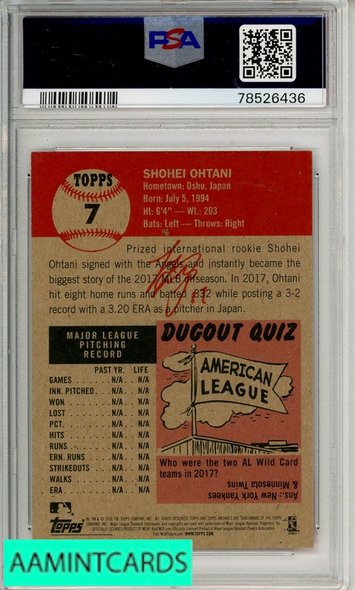 PSA
78526436
TOPPS
7
SHOHEI OHTANI
Hometown: Oshu, Japan
Born: July 5, 1994
Ht: 6'4" — Wt.: 203
Bats: Left - Throws: Right
Prized international rookie Shohei
Ohtani signed with the Angels and instantly became the
biggest story of the 2017 MLB offseason. In 2017, Ohtani
hit eight home runs and batted .332 while posting a 3-2
record with a 3.20 ERA as a pitcher in Japan.
MAJOR LEAGUE
PITCHING
RECORD
PAST YR. LIFE
GAMES N/A N/A
INN. PITCHED N/A N/A
WON N/A N/A
LOST N/A N/A
PCT. N/A N/A
HITS N/A N/A
RUNS N/A N/A
ERN. RUNS N/A N/A
STRIKEOUTS N/A N/A
WALKS N/A N/A
ERA N/A N/A
DUGOUT QUIZ
AMERICAN
LEAGUE
Who were the two AL Wild Card
teams in 2017?
Ans.: New York Yankees
& Minnesota Twins
Topps
AAMINTCARDS